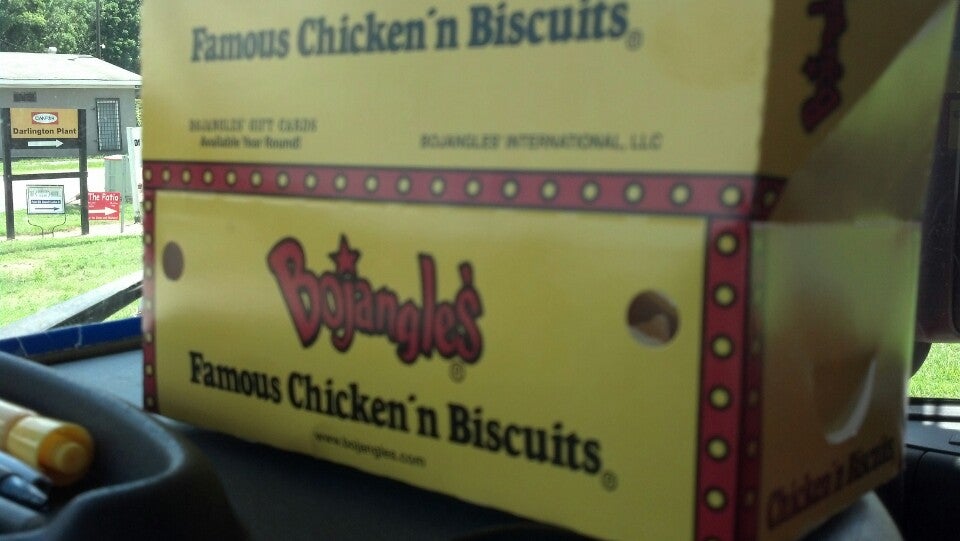 Famous Chicken´n Biscuits®
BOJANGLES' GIFT CARDS
Available Year Round!
BOJANGLES' INTERNATIONAL, LLC
Bojangles'®
Famous Chicken´n Biscuits®
www.bojangles.com
Chicken´n Biscuits
Darlington Plant
The Patio